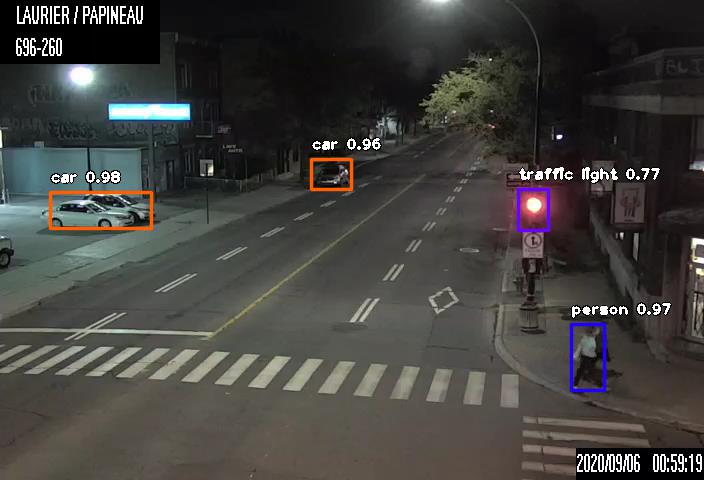 LAURIER / PAPINEAU
696-260
car 0.96
car 0.98
traffic light 0.77
person 0.97
2020/09/06 00:59:19